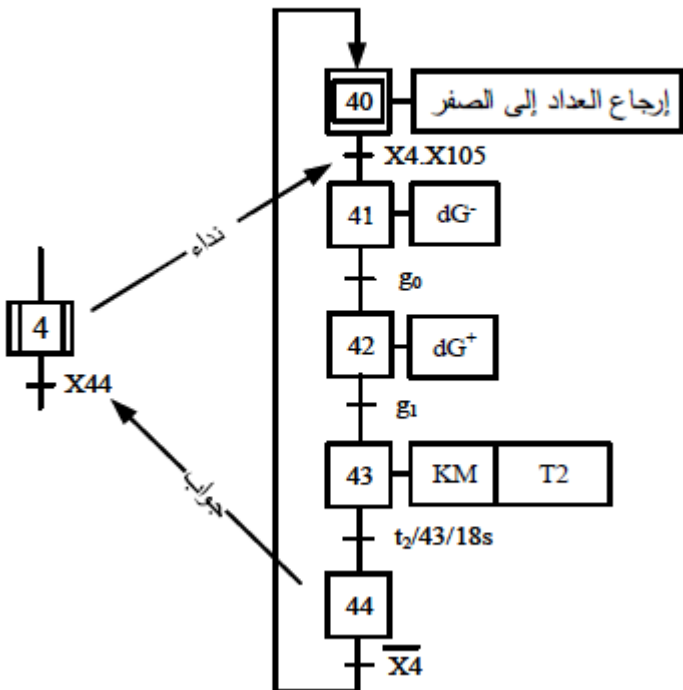 40 إرجاع العداد إلى الصفر
X4.X105
نداء
41 dG⁻
g₀
4
42 dG⁺
X44
g₁
جواب
43 KM T2
t₂/43/18s
44
X̅4̅